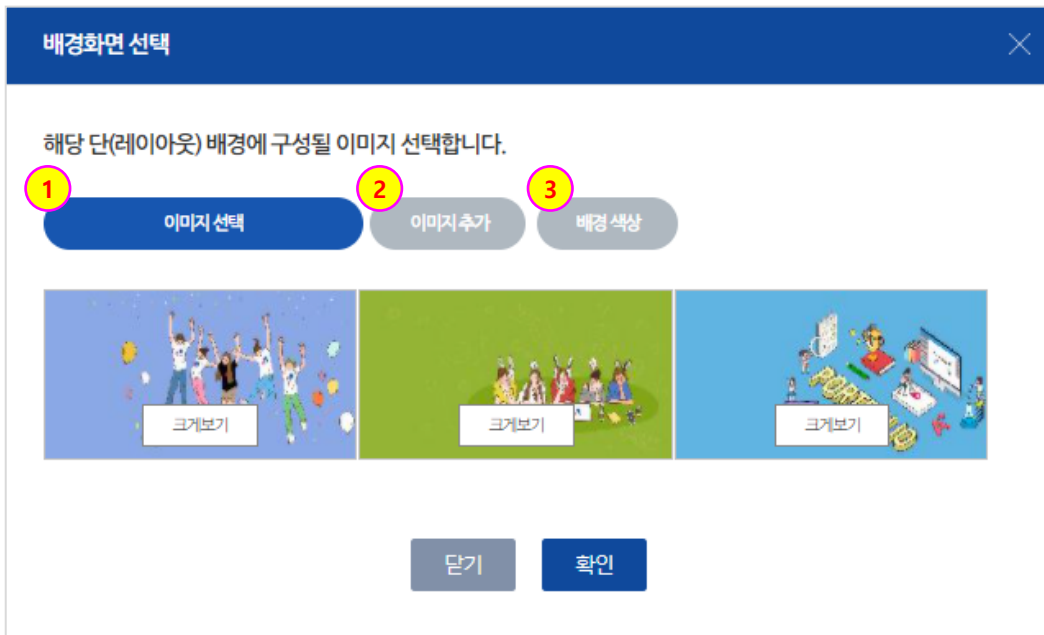 배경화면 선택
해당 단(레이아웃) 배경에 구성될 이미지 선택합니다.
1 2 3
이미지 선택 이미지 추가 배경 색상
크게보기 크게보기 크게보기
닫기 확인